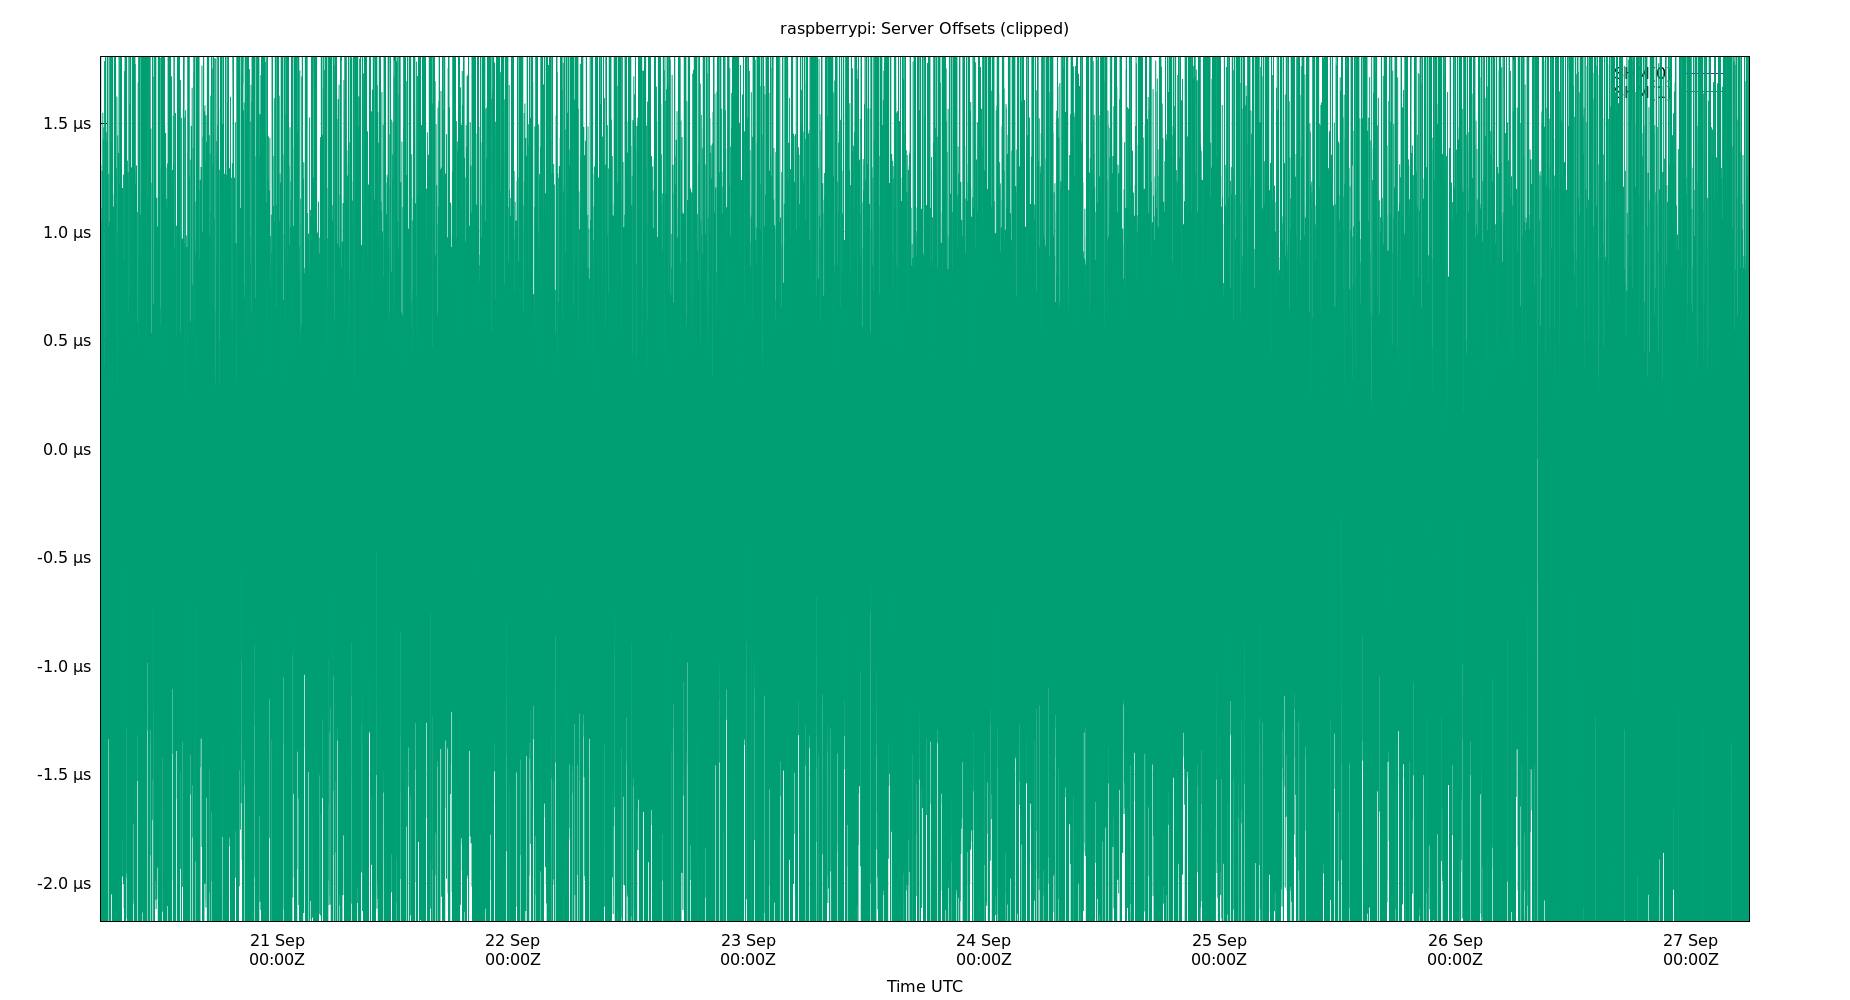 raspberrypi: Server Offsets (clipped)
1.5 µs
1.0 µs
0.5 µs
0.0 µs
-0.5 µs
-1.0 µs
-1.5 µs
-2.0 µs
21 Sep 22 Sep 23 Sep 24 Sep 25 Sep 26 Sep 27 Sep
00:00Z 00:00Z 00:00Z 00:00Z 00:00Z 00:00Z 00:00Z
Time UTC